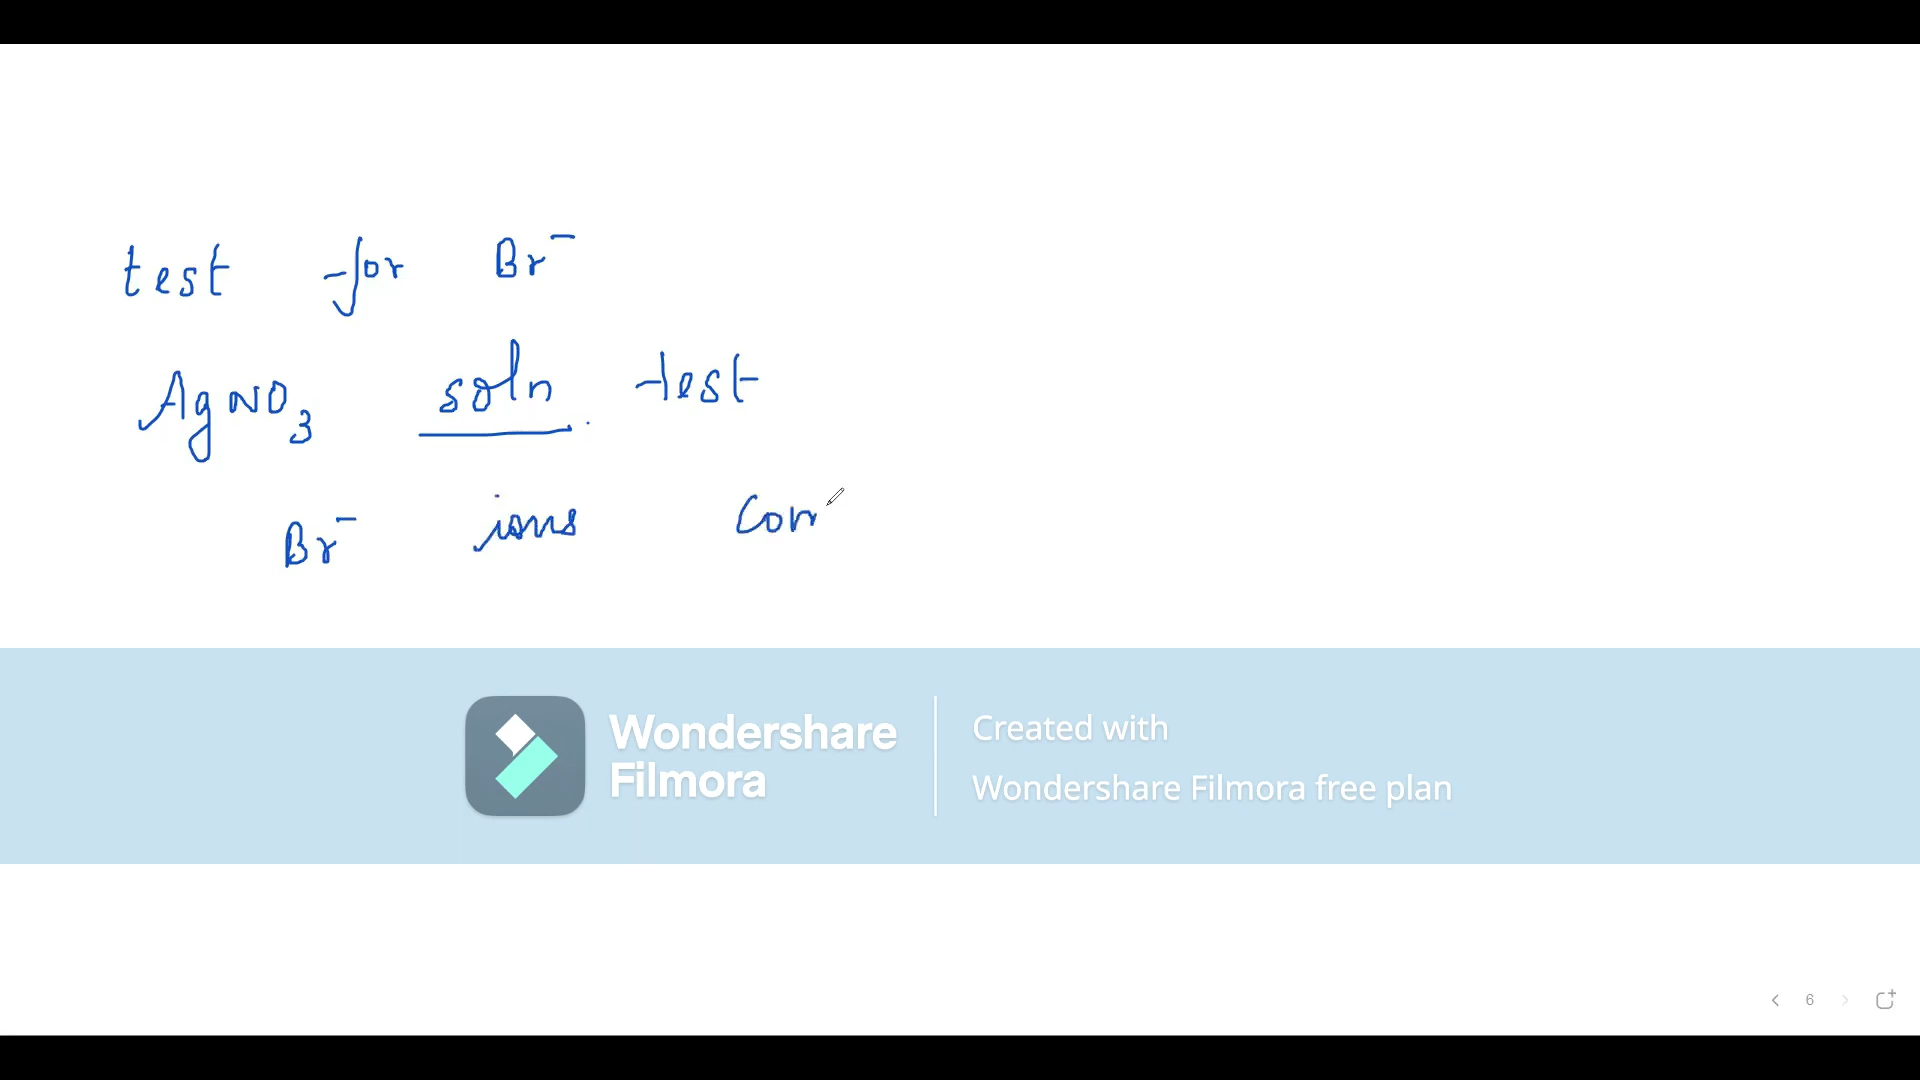 test for Br⁻
AgNO₃ soln. test
Br⁻ ions Con
Wondershare
Filmora
Created with
Wondershare Filmora free plan
6